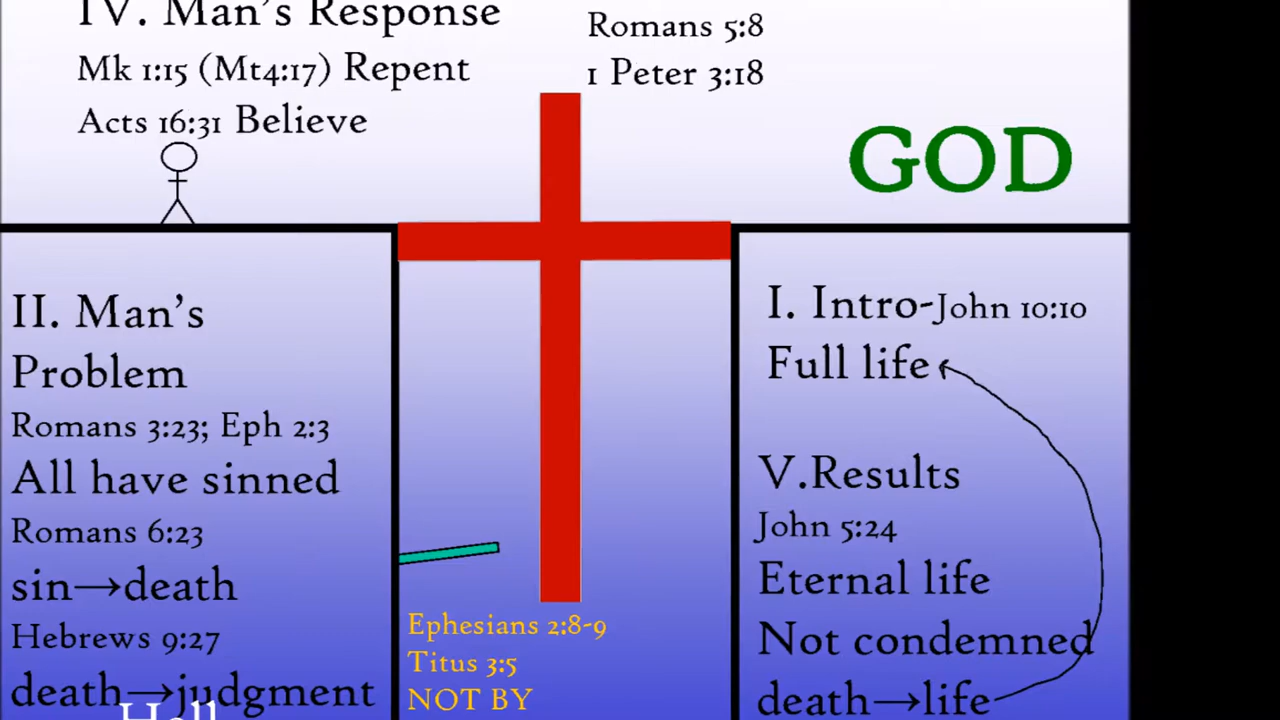 IV. Man's Response
Mk 1:15 (Mt4:17) Repent
Acts 16:31 Believe
Romans 5:8
1 Peter 3:18
GOD
II. Man's
Problem
Romans 3:23; Eph 2:3
All have sinned
Romans 6:23
sin→death
Hebrews 9:27
death→judgment
Hell
Ephesians 2:8-9
Titus 3:5
NOT BY
I. Intro-John 10:10
Full life
V.Results
John 5:24
Eternal life
Not condemned
death→life